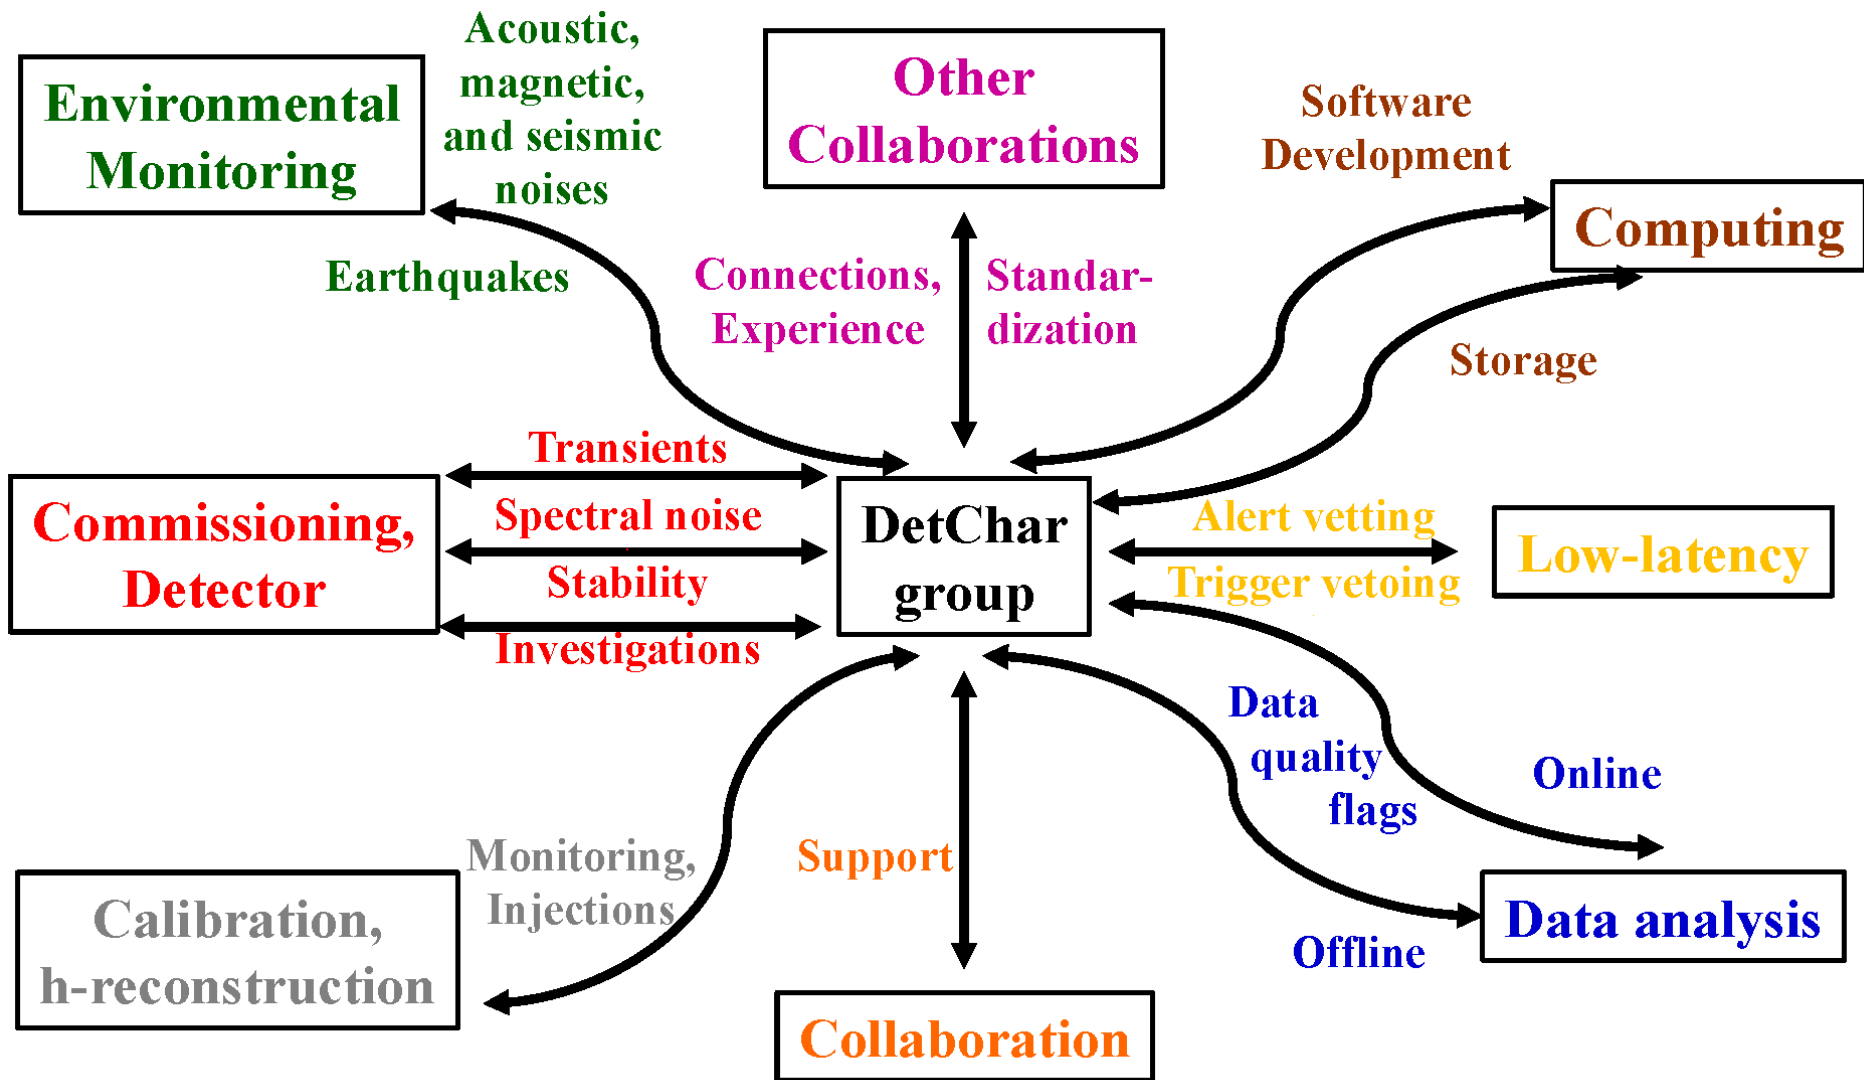 Environmental
Monitoring
Acoustic,
magnetic,
and seismic
noises
Earthquakes
Other
Collaborations
Connections,
Experience
Standar-
dization
Software
Development
Computing
Storage
Commissioning,
Detector
Transients
Spectral noise
Stability
Investigations
DetChar
group
Alert vetting
Trigger vetoing
Low-latency
Data
quality
flags
Online
Offline
Data analysis
Monitoring,
Injections
Calibration,
h-reconstruction
Support
Collaboration